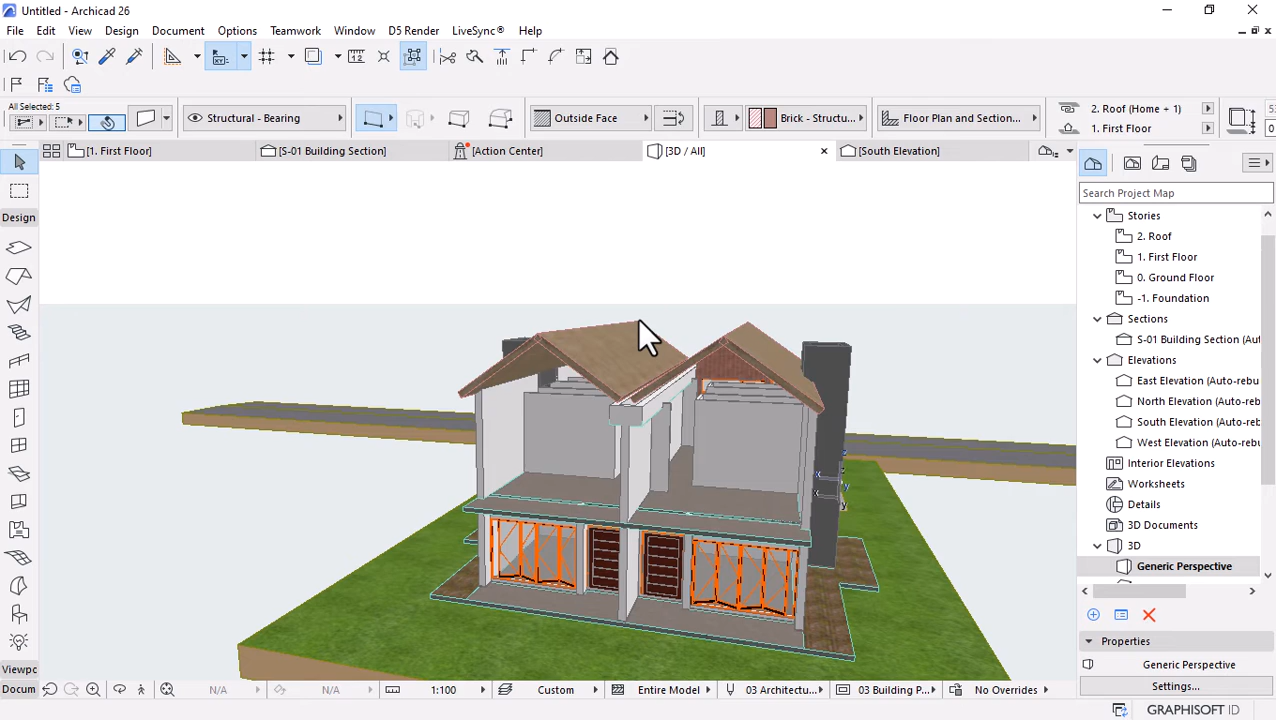 Untitled - Archicad 26
File Edit View Design Document Options Teamwork Window D5 Render LiveSync® Help
All Selected: 5
Structural - Bearing
Outside Face
Brick - Structu...
Floor Plan and Section...
2. Roof (Home + 1)
1. First Floor
[1. First Floor]
[S-01 Building Section]
[Action Center]
[3D / All]
[South Elevation]
Design
Search Project Map
Stories
2. Roof
1. First Floor
0. Ground Floor
-1. Foundation
Sections
S-01 Building Section (Aut
Elevations
East Elevation (Auto-reb
North Elevation (Auto-reb
South Elevation (Auto-reb
West Elevation (Auto-reb
Interior Elevations
Worksheets
Details
3D Documents
3D
Generic Perspective
Properties
Generic Perspective
Settings...
Viewpc
Docum
N/A
N/A
1:100
Custom
Entire Model
03 Architectu...
03 Building P...
No Overrides
GRAPHISOFT ID